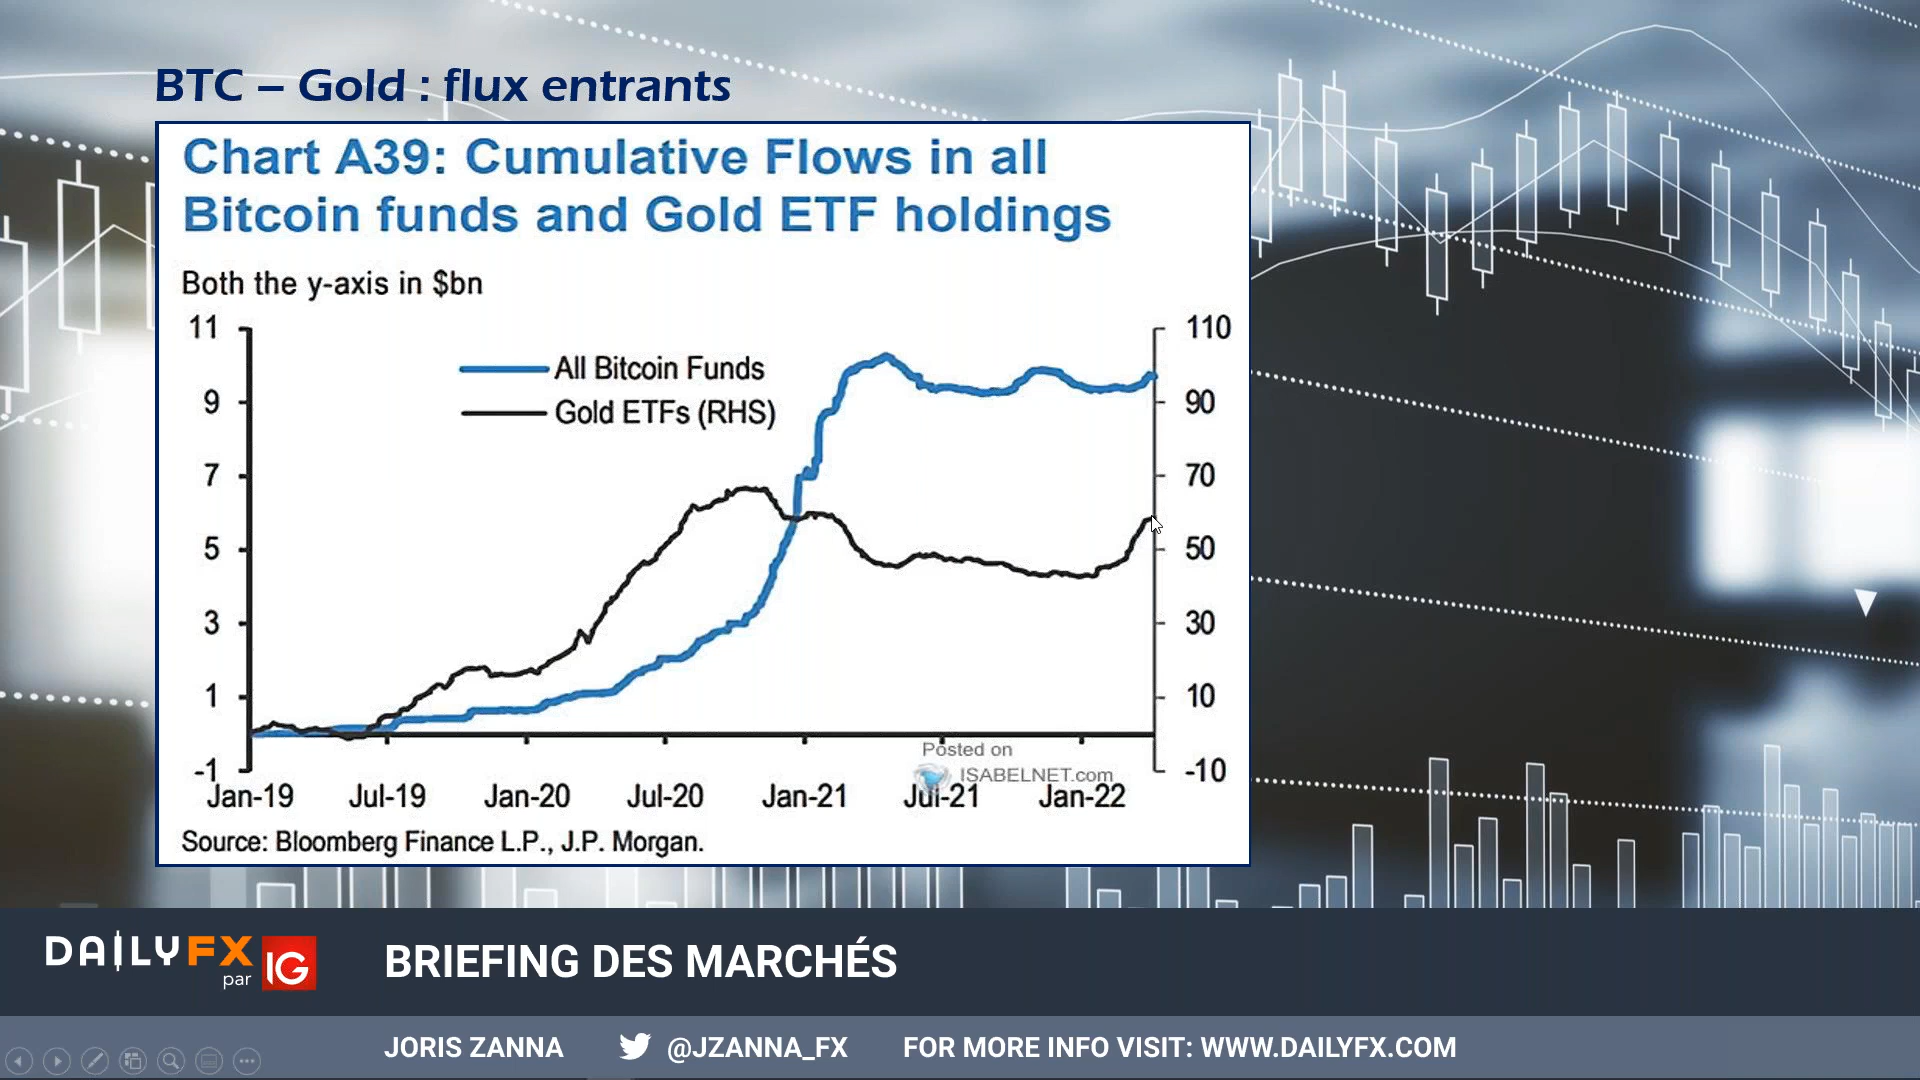 BTC – Gold : flux entrants
Chart A39: Cumulative Flows in all
Bitcoin funds and Gold ETF holdings
Both the y-axis in $bn
11
9
7
5
3
1
-1
All Bitcoin Funds
Gold ETFs (RHS)
110
90
70
50
30
10
-10
Posted on
ISABELNET.com
Jan-19 Jul-19 Jan-20 Jul-20 Jan-21 Jul-21 Jan-22
Source: Bloomberg Finance L.P., J.P. Morgan.
DAILYFX
par IG
BRIEFING DES MARCHÉS
JORIS ZANNA @JZANNA_FX FOR MORE INFO VISIT: WWW.DAILYFX.COM